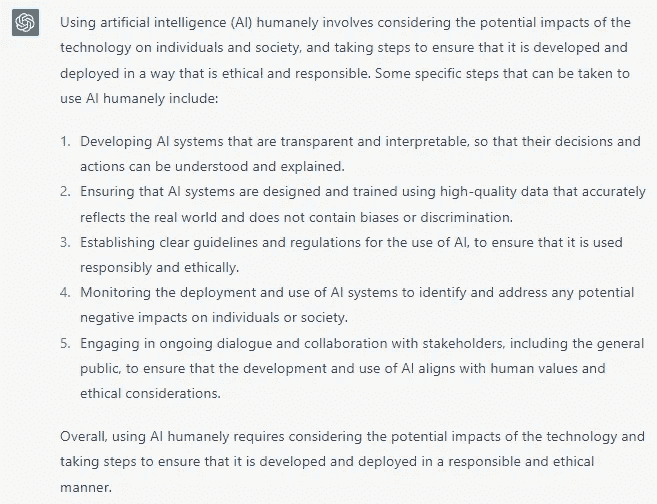 Using artificial intelligence (AI) humanely involves considering the potential impacts of the
technology on individuals and society, and taking steps to ensure that it is developed and
deployed in a way that is ethical and responsible. Some specific steps that can be taken to
use AI humanely include:
1. Developing AI systems that are transparent and interpretable, so that their decisions and
actions can be understood and explained.
2. Ensuring that AI systems are designed and trained using high-quality data that accurately
reflects the real world and does not contain biases or discrimination.
3. Establishing clear guidelines and regulations for the use of AI, to ensure that it is used
responsibly and ethically.
4. Monitoring the deployment and use of AI systems to identify and address any potential
negative impacts on individuals or society.
5. Engaging in ongoing dialogue and collaboration with stakeholders, including the general
public, to ensure that the development and use of AI aligns with human values and
ethical considerations.
Overall, using AI humanely requires considering the potential impacts of the technology and
taking steps to ensure that it is developed and deployed in a responsible and ethical
manner.